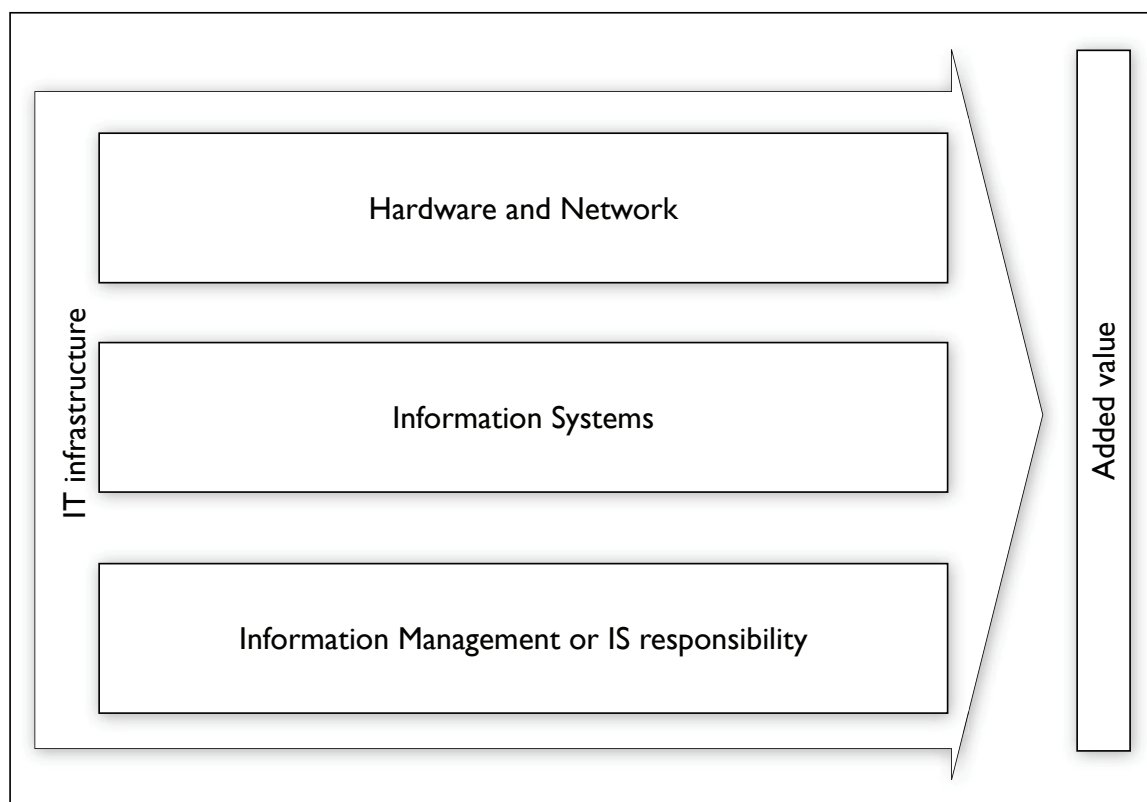 IT infrastructure
Hardware and Network
Information Systems
Information Management or IS responsibility
Added value